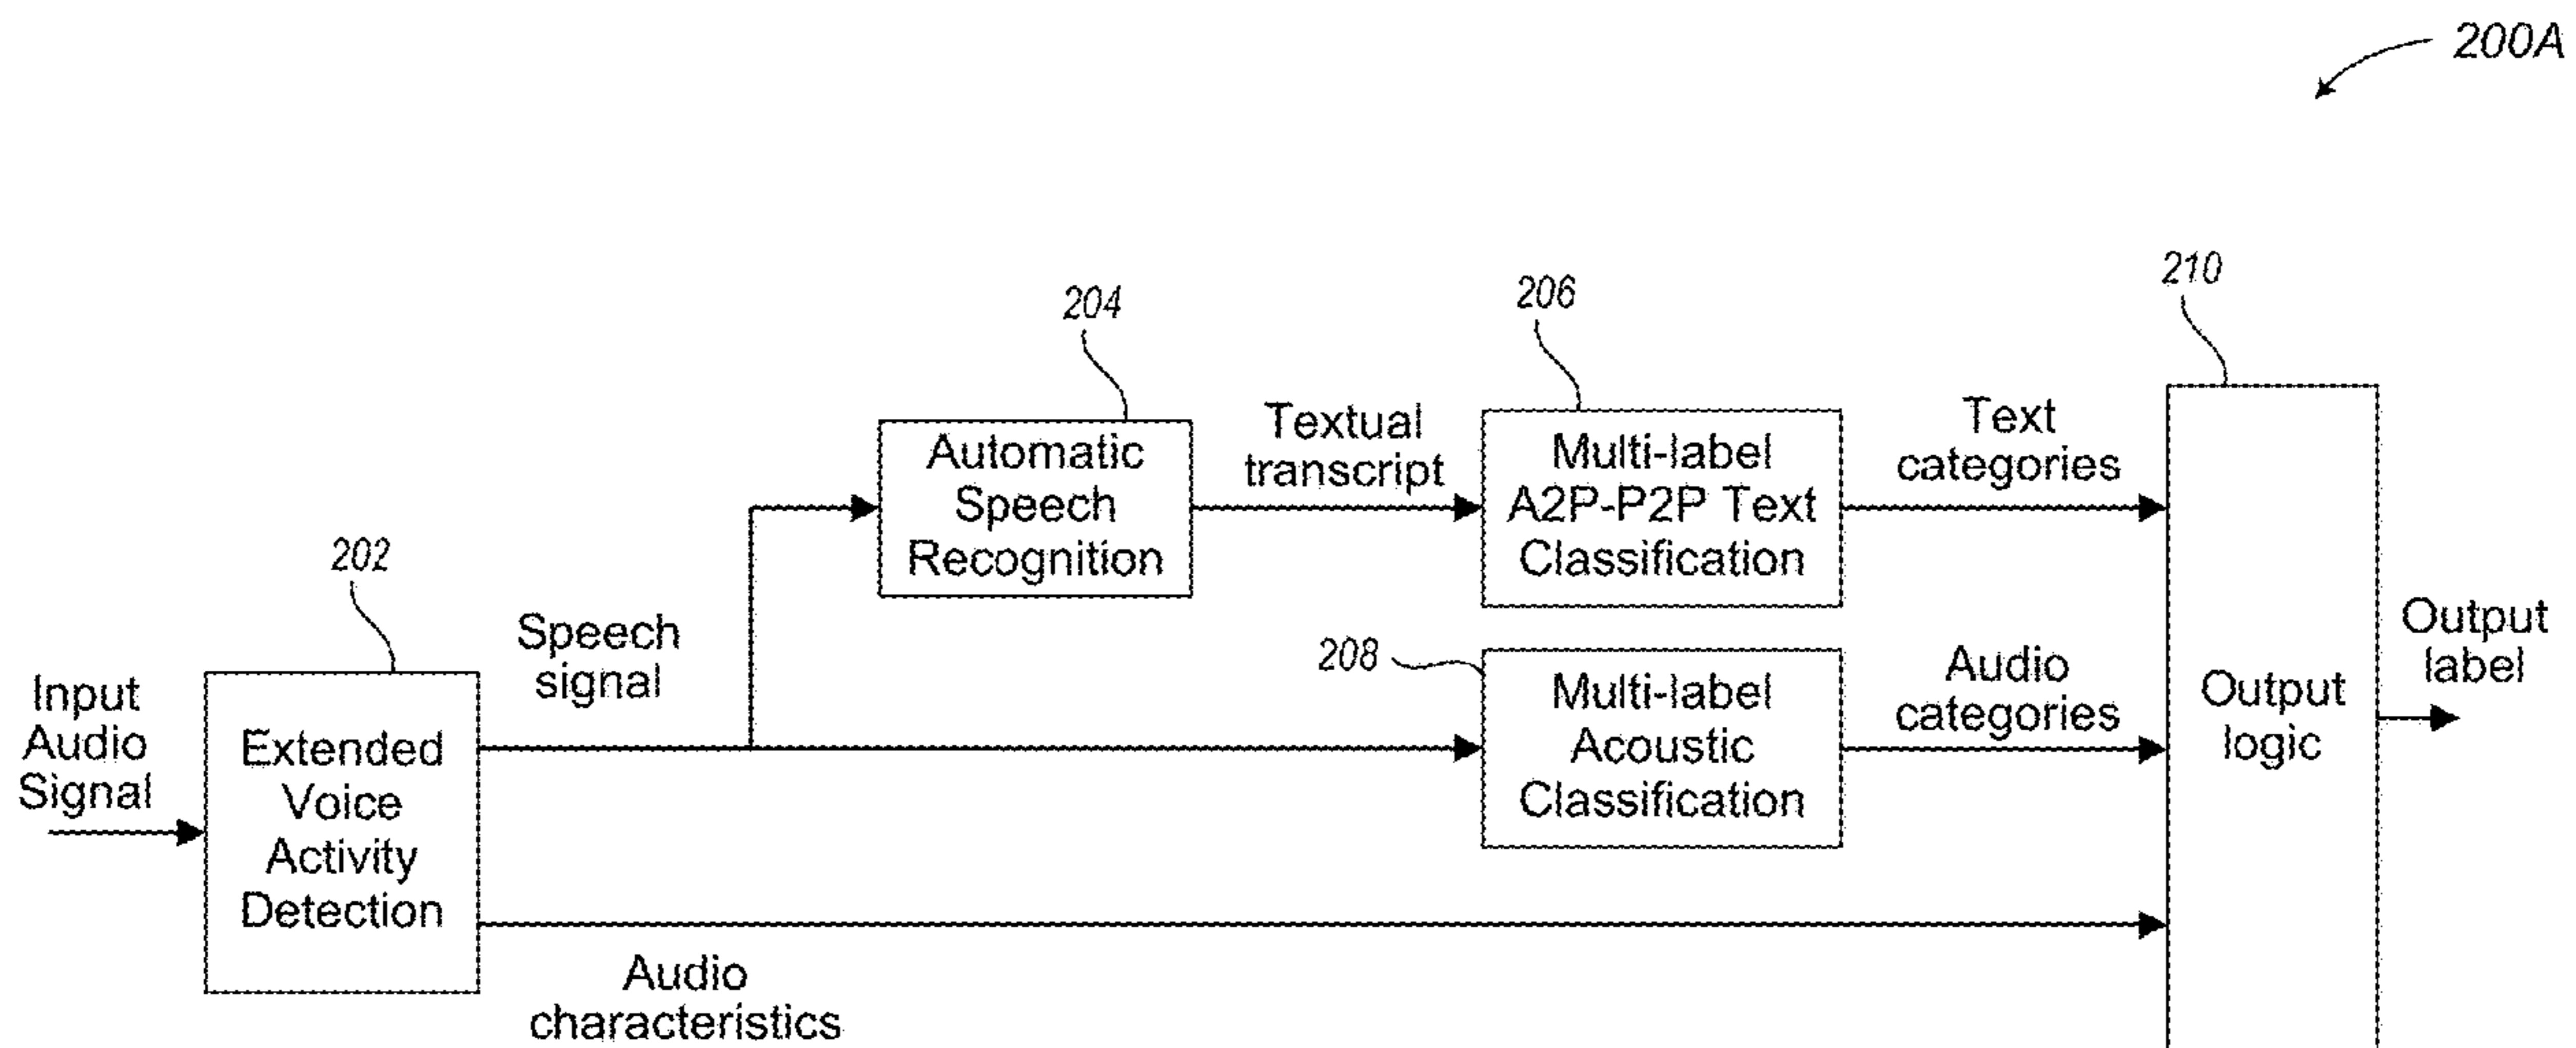 200A
210
206
204
Text
categories
Textual
transcript
Automatic
Speech
Recognition
Multi-label
A2P-P2P Text
Classification
202
Speech
signal
208
Output
label
Input
Audio
Signal
Extended
Voice
Activity
Detection
Multi-label
Acoustic
Classification
Audio
categories
Output
logic
Audio
characteristics